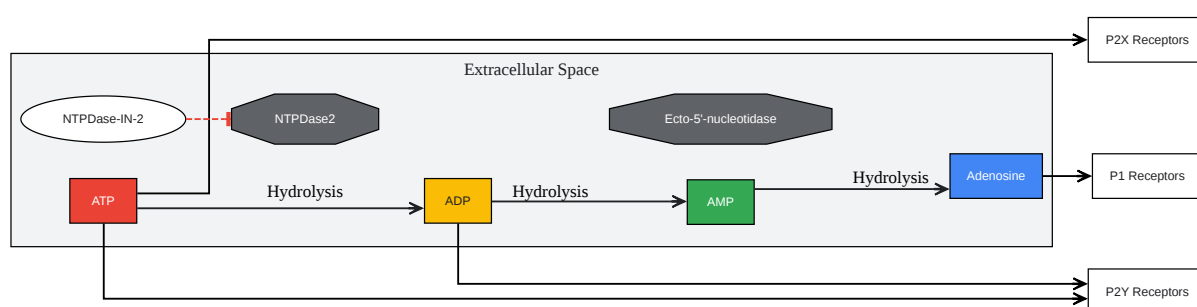 P2X Receptors
Extracellular Space
NTPDase-IN-2
NTPDase2
Ecto-5'-nucleotidase
ATP
Hydrolysis
ADP
Hydrolysis
AMP
Hydrolysis
Adenosine
P1 Receptors
P2Y Receptors